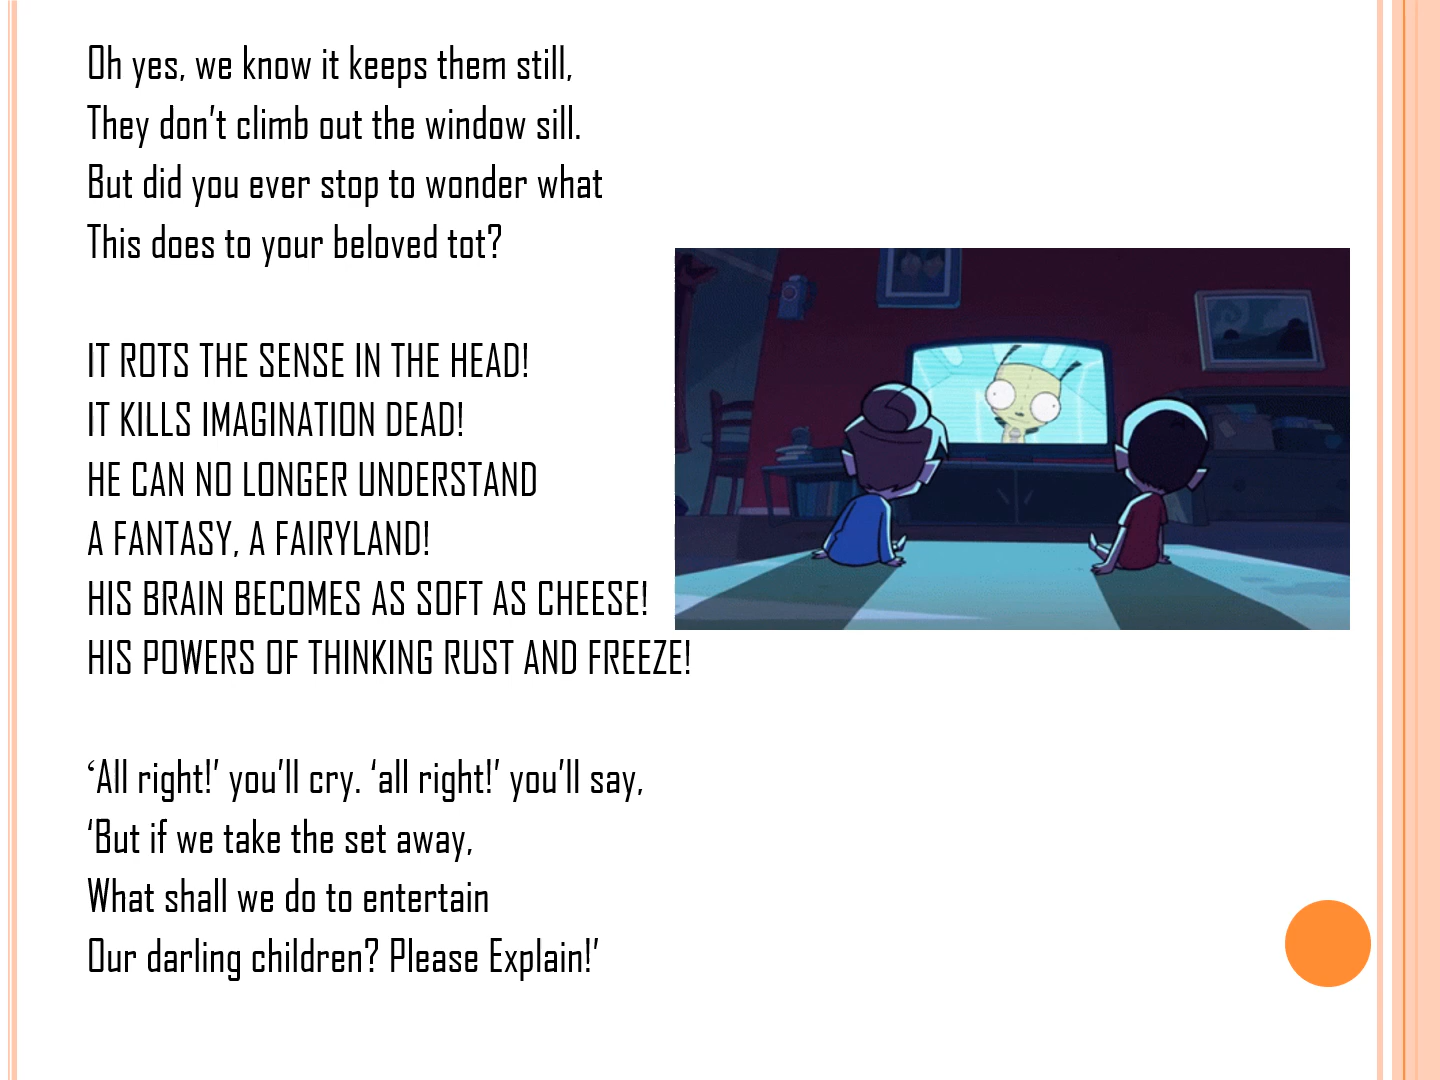 Oh yes, we know it keeps them still,
They don’t climb out the window sill.
But did you ever stop to wonder what
This does to your beloved tot?
IT ROTS THE SENSE IN THE HEAD!
IT KILLS IMAGINATION DEAD!
HE CAN NO LONGER UNDERSTAND
A FANTASY, A FAIRYLAND!
HIS BRAIN BECOMES AS SOFT AS CHEESE!
HIS POWERS OF THINKING RUST AND FREEZE!
‘All right!’ you’ll cry. ‘all right!’ you’ll say,
‘But if we take the set away,
What shall we do to entertain
Our darling children? Please Explain!’